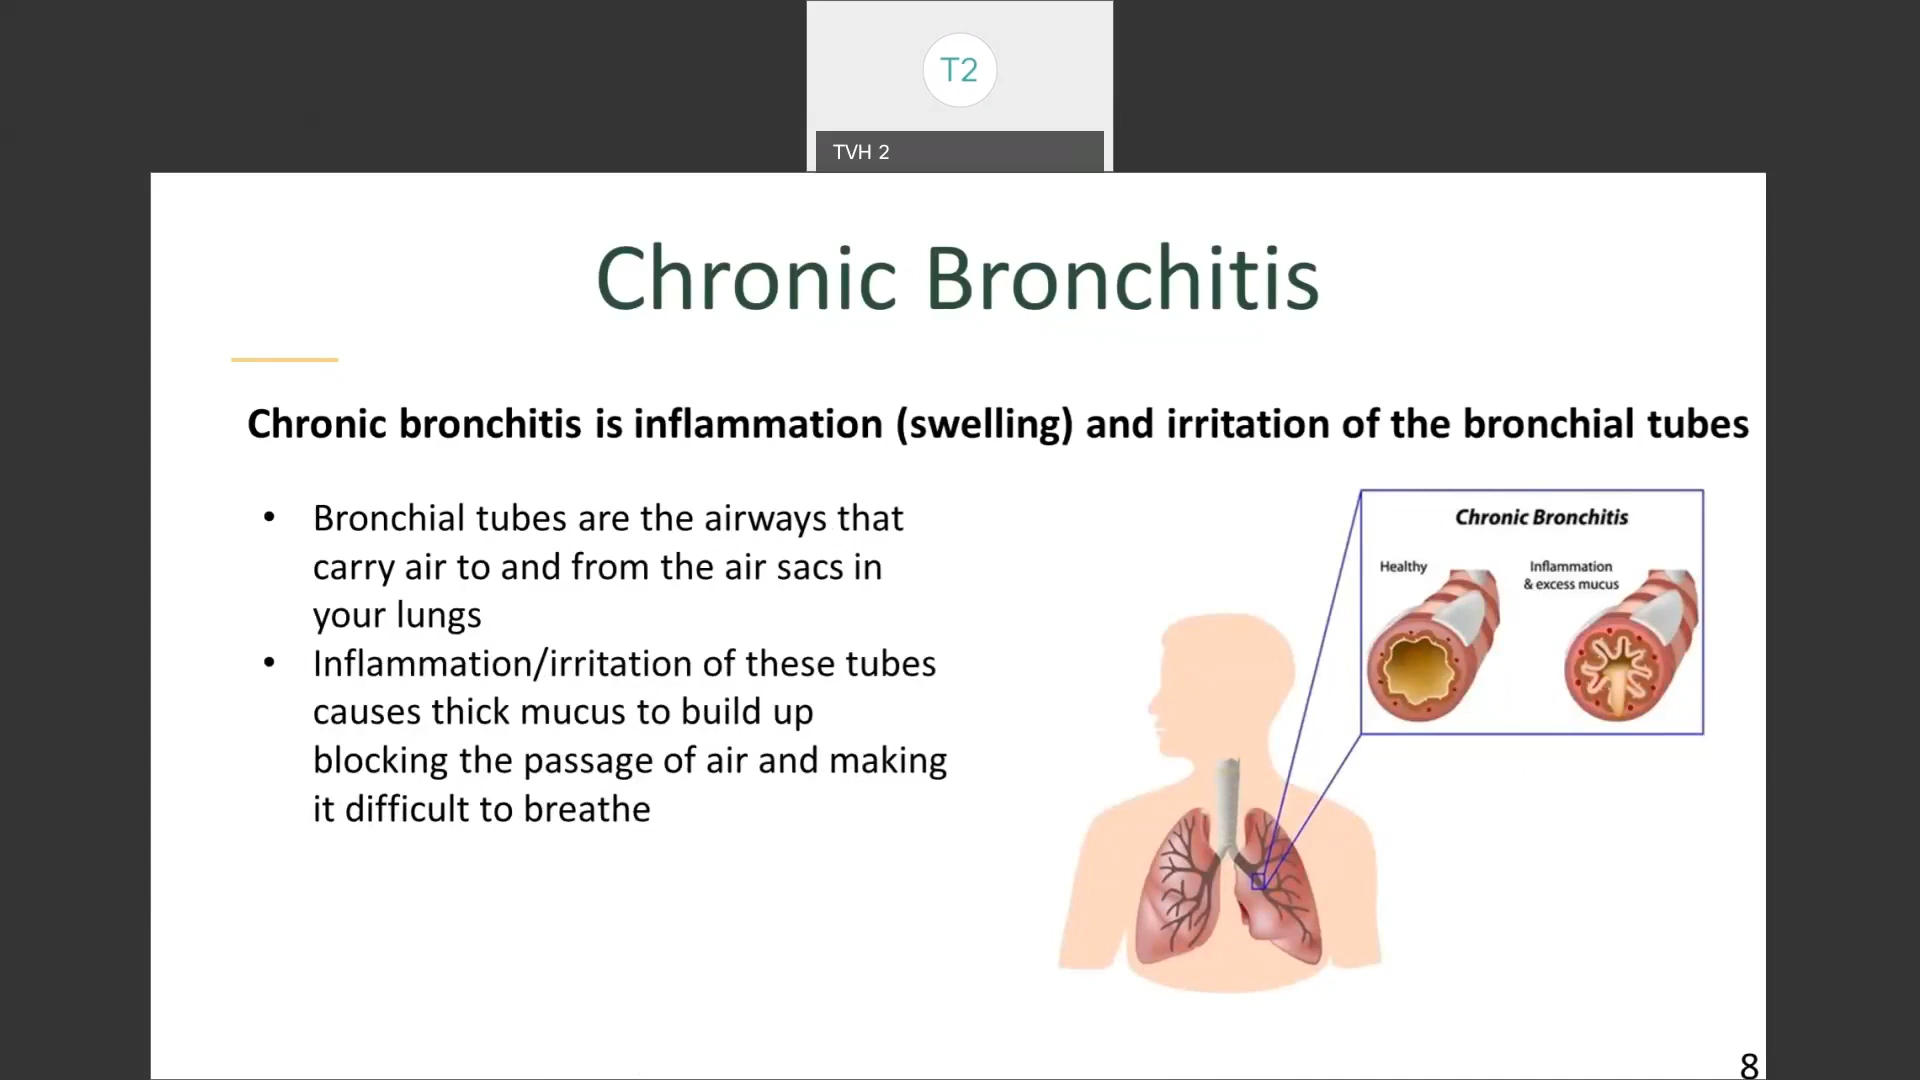 T2
TVH 2
Chronic Bronchitis
Chronic bronchitis is inflammation (swelling) and irritation of the bronchial tubes
• Bronchial tubes are the airways that
carry air to and from the air sacs in
your lungs
• Inflammation/irritation of these tubes
causes thick mucus to build up
blocking the passage of air and making
it difficult to breathe
Chronic Bronchitis
Healthy
Inflammation
& excess mucus
8